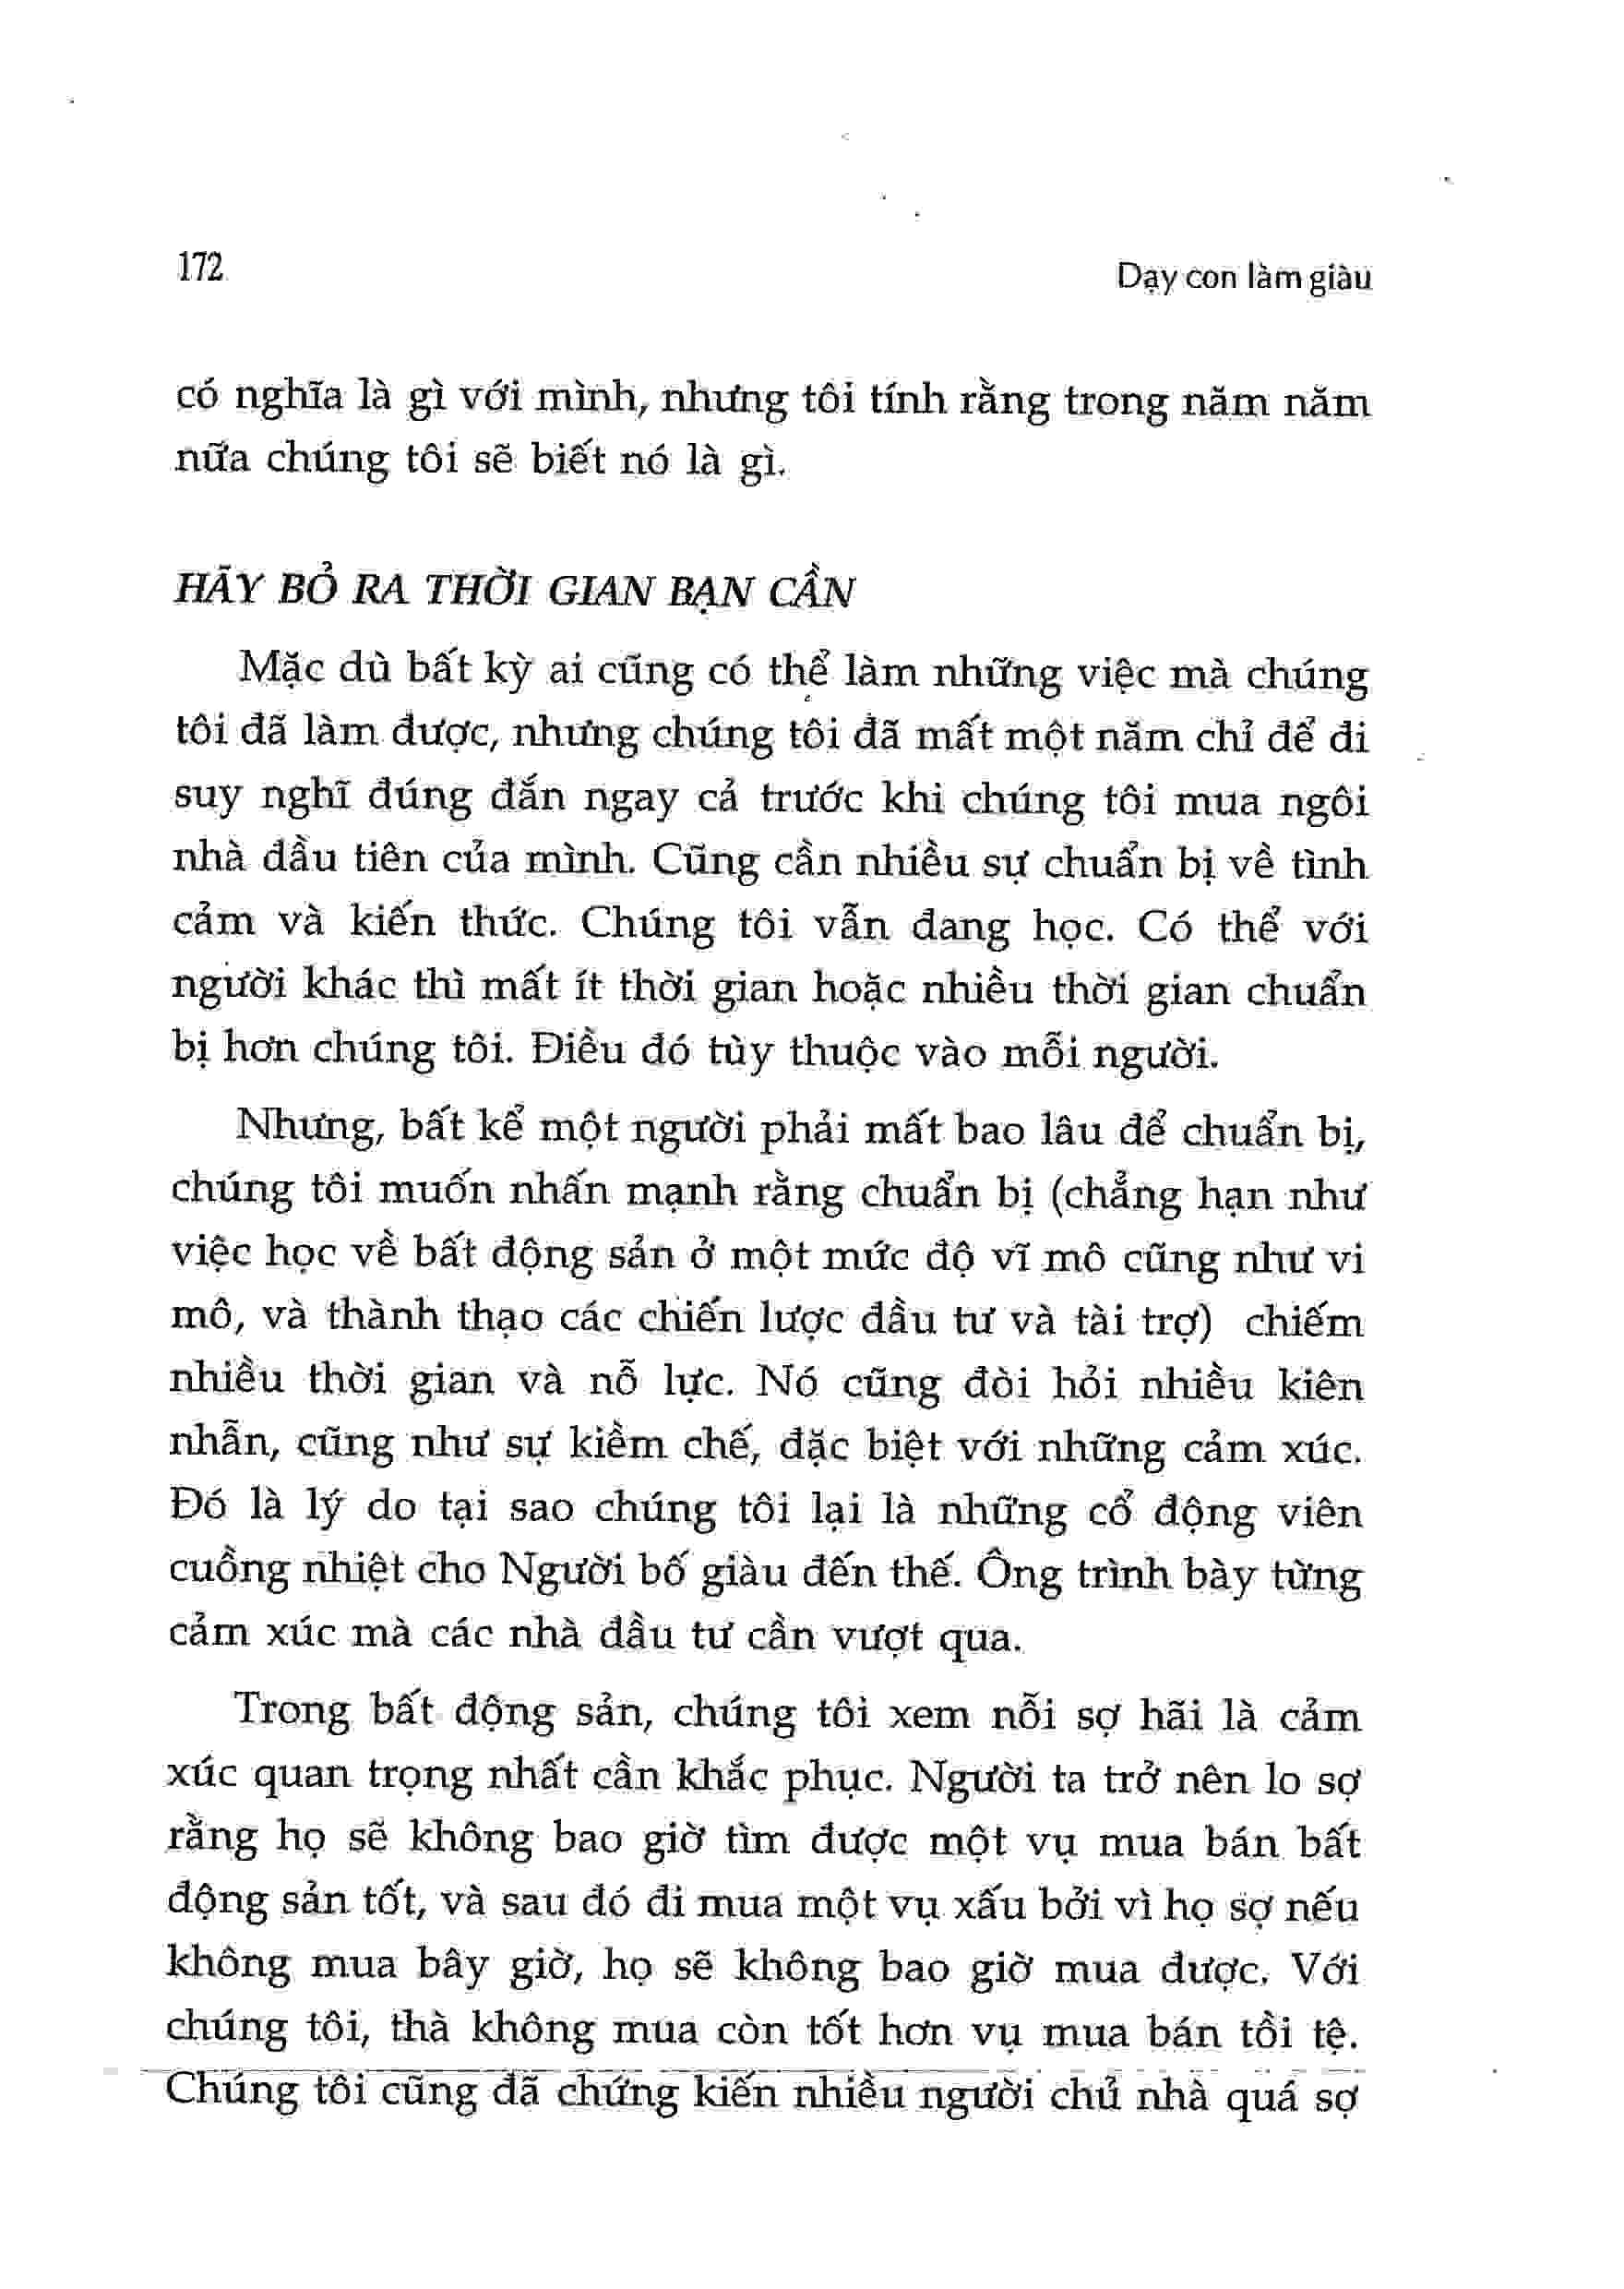 172
Dạy con làm giàu
có nghĩa là gì với mình, nhưng tôi tính rằng trong năm năm
nữa chúng tôi sẽ biết nó là gì.
HÃY BỎ RA THỜI GIAN BẠN CẦN
Mặc dù bất kỳ ai cũng có thể làm những việc mà chúng
tôi đã làm được, nhưng chúng tôi đã mất một năm chỉ để đi
suy nghĩ đúng đắn ngay cả trước khi chúng tôi mua ngôi
nhà đầu tiên của mình. Cũng cần nhiều sự chuẩn bị về tình
cảm và kiến thức. Chúng tôi vẫn đang học. Có thể với
người khác thì mất ít thời gian hoặc nhiều thời gian chuẩn
bị hơn chúng tôi. Điều đó tùy thuộc vào mỗi người.
Nhưng, bất kể một người phải mất bao lâu để chuẩn bị,
chúng tôi muốn nhấn mạnh rằng chuẩn bị (chẳng hạn như
việc học về bất động sản ở một mức độ vĩ mô cũng như vi
mô, và thành thạo các chiến lược đầu tư và tài trợ) chiếm
nhiều thời gian và nỗ lực. Nó cũng đòi hỏi nhiều kiên
nhẫn, cũng như sự kiềm chế, đặc biệt với những cảm xúc.
Đó là lý do tại sao chúng tôi lại là những cổ động viên
cuồng nhiệt cho Người bố giàu đến thế. Ông trình bày từng
cảm xúc mà các nhà đầu tư cần vượt qua.
Trong bất động sản, chúng tôi xem nỗi sợ hãi là cảm
xúc quan trọng nhất cần khắc phục. Người ta trở nên lo sợ
rằng họ sẽ không bao giờ tìm được một vụ mua bán bất
động sản tốt, và sau đó đi mua một vụ xấu bởi vì họ sợ nếu
không mua bây giờ, họ sẽ không bao giờ mua được. Với
chúng tôi, thà không mua còn tốt hơn vụ mua bán tồi tệ.
Chúng tôi cũng đã chứng kiến nhiều người chủ nhà quá sợ